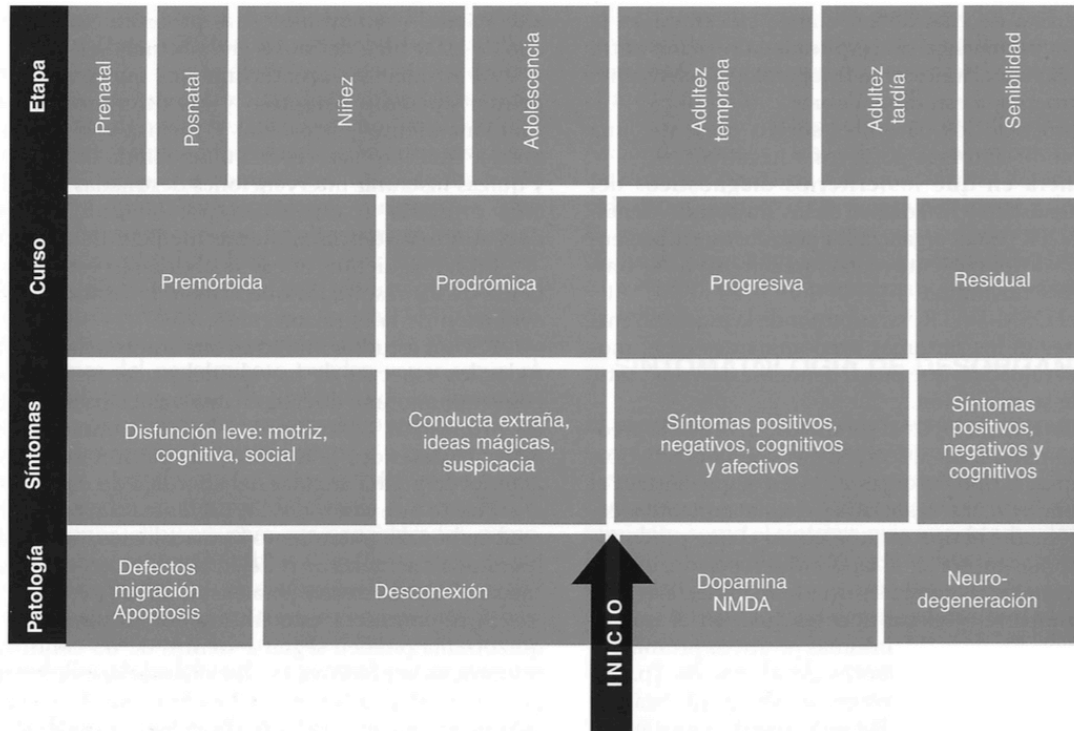 Etapa
Prenatal
Posnatal
Niñez
Adolescencia
Adultez
temprana
Adultez
tardía
Senibilidad
Curso
Premórbida
Prodrómica
Progresiva
Residual
Síntomas
Disfunción leve: motriz,
cognitiva, social
Conducta extraña,
ideas mágicas,
suspicacia
Síntomas positivos,
negativos, cognitivos
y afectivos
Síntomas
positivos,
negativos y
cognitivos
Patología
Defectos
migración
Apoptosis
Desconexión
Dopamina
NMDA
Neuro-
degeneración
INICIO